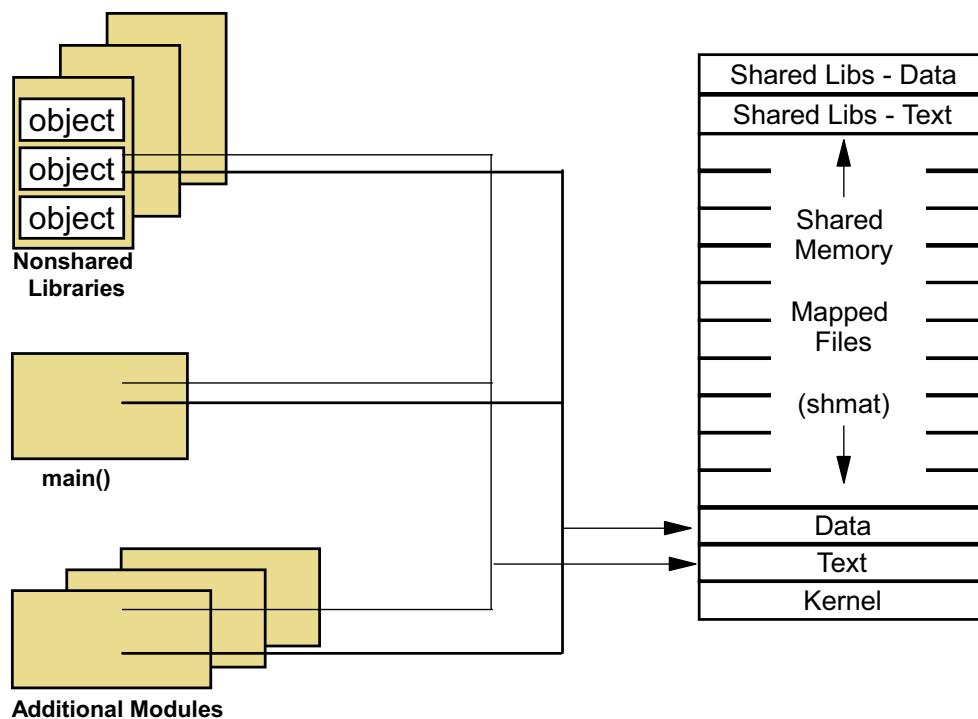 object
object
object
Nonshared
Libraries
main()
Additional Modules
Shared Libs - Data
Shared Libs - Text
Shared
Memory
Mapped
Files
(shmat)
Data
Text
Kernel